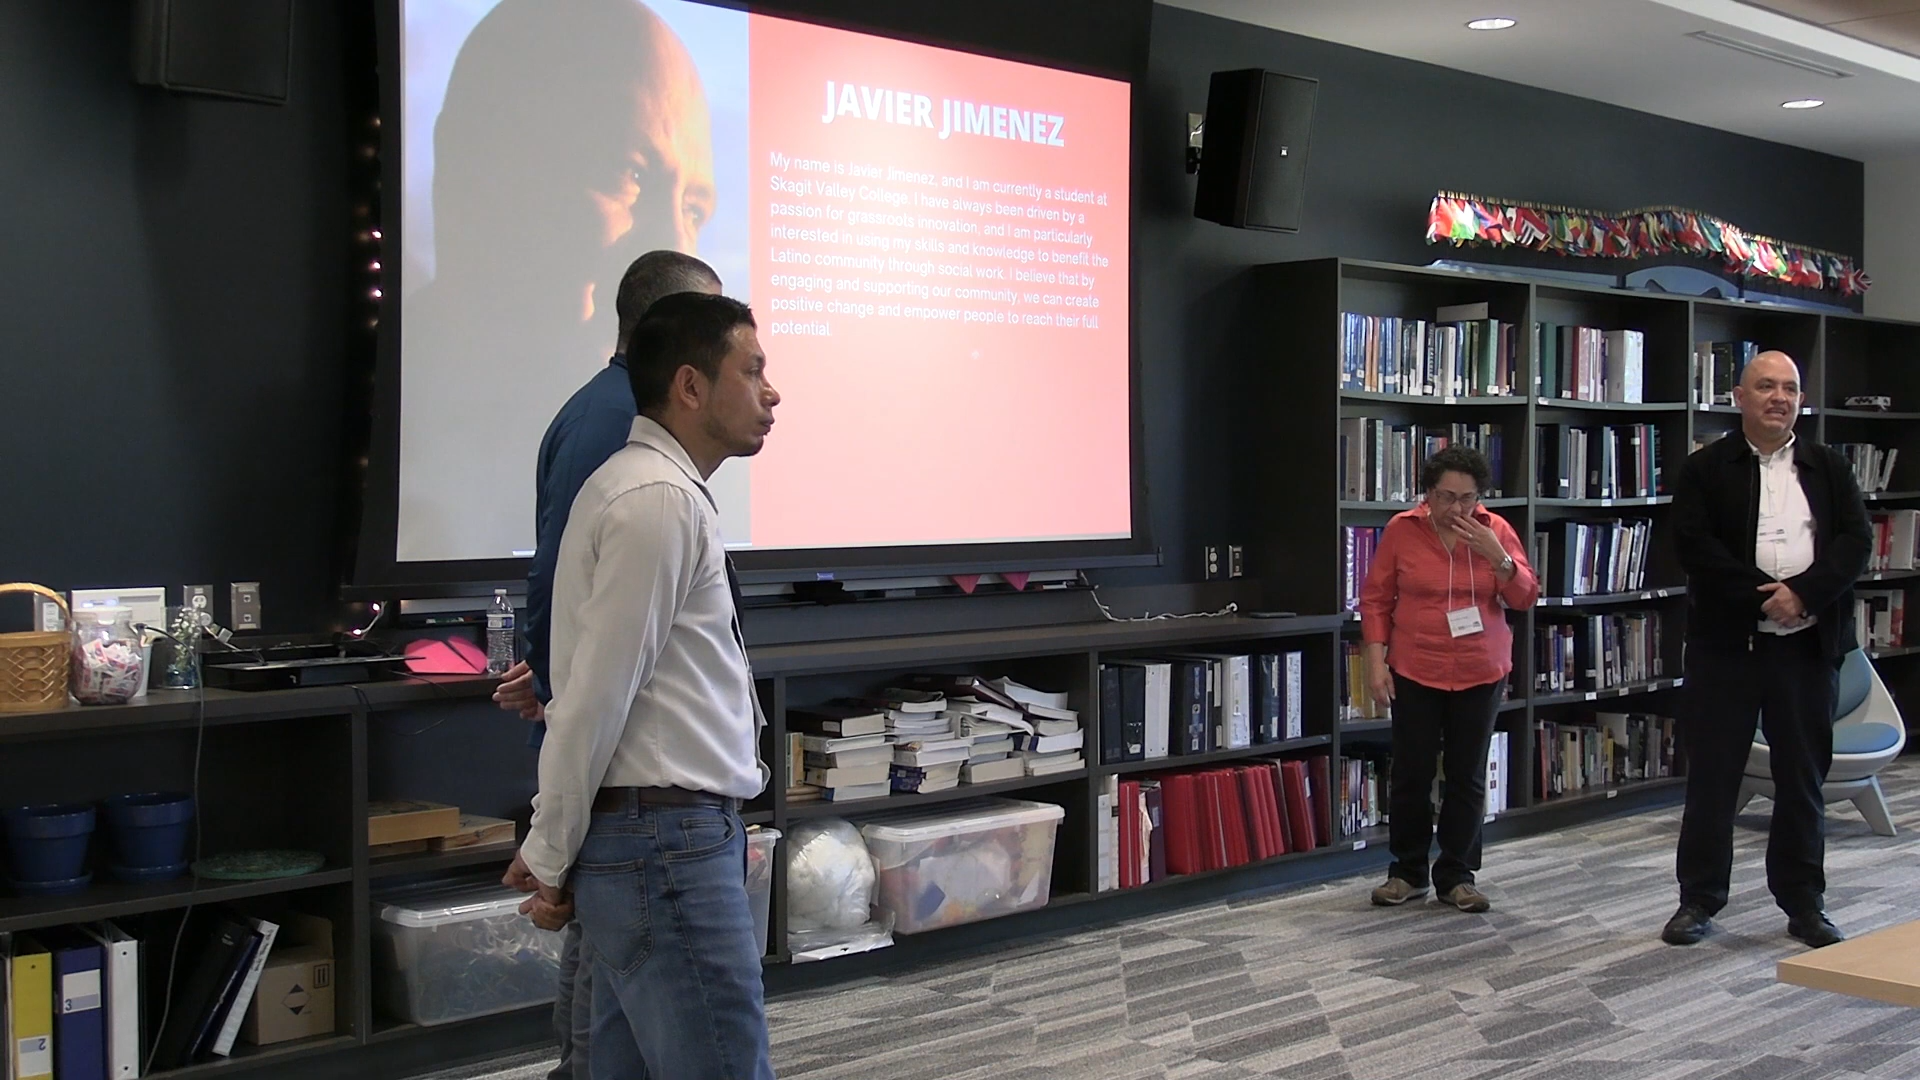 JAVIER JIMENEZ
My name is Javier Jimenez, and I am currently a student at
Skagit Valley College. I have always been driven by a
passion for grassroots innovation, and I am particularly
interested in using my skills and knowledge to benefit the
Latino community through social work. I believe that by
engaging and supporting our community, we can create
positive change and empower people to reach their full
potential.
2
3